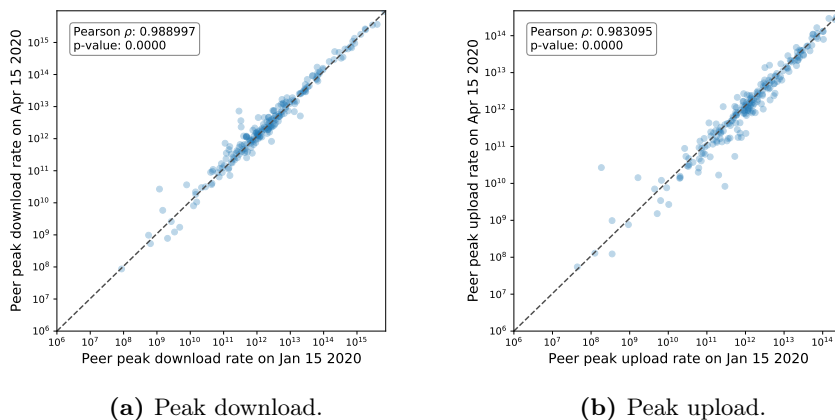 Pearson ρ: 0.988997
p-value: 0.0000
Peer peak download rate on Apr 15 2020
10^15
10^14
10^13
10^12
10^11
10^10
10^9
10^8
10^7
10^6
10^6 10^7 10^8 10^9 10^10 10^11 10^12 10^13 10^14 10^15
Peer peak download rate on Jan 15 2020
(a) Peak download.
Pearson ρ: 0.983095
p-value: 0.0000
Peer peak upload rate on Apr 15 2020
10^14
10^13
10^12
10^11
10^10
10^9
10^8
10^7
10^6
10^6 10^7 10^8 10^9 10^10 10^11 10^12 10^13 10^14
Peer peak upload rate on Jan 15 2020
(b) Peak upload.